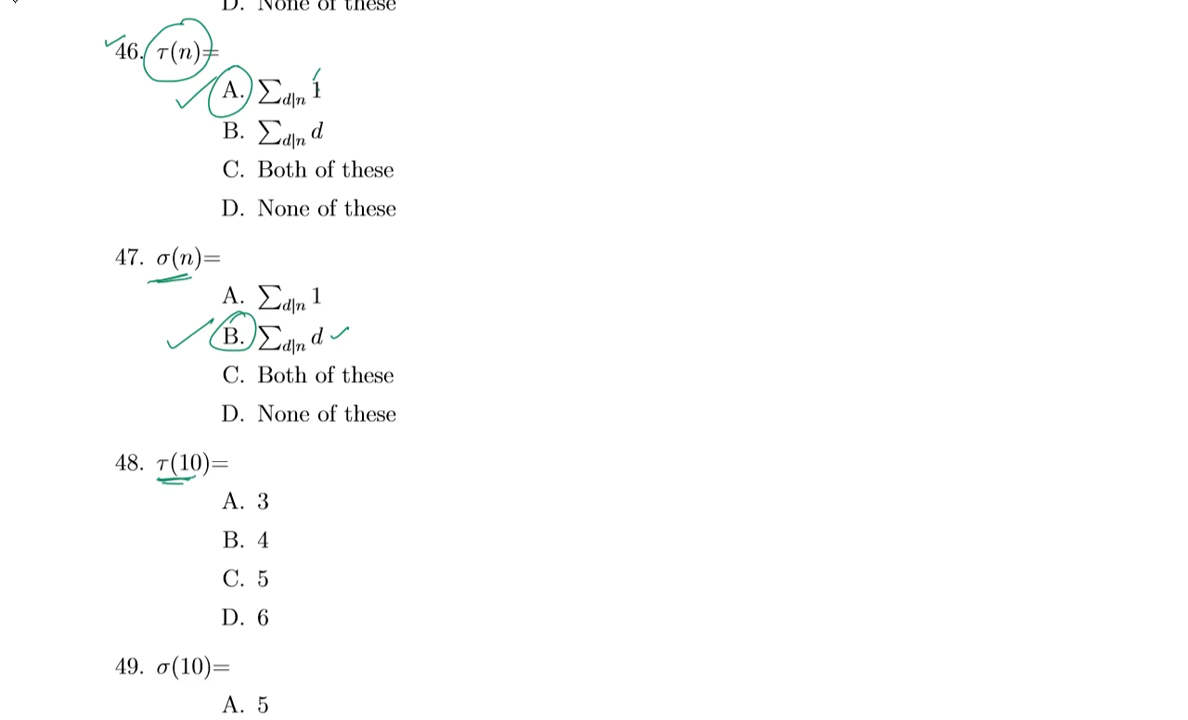 D. None of these
46. τ(n)=
A. ∑d|n 1
B. ∑d|n d
C. Both of these
D. None of these
47. σ(n)=
A. ∑d|n 1
B. ∑d|n d
C. Both of these
D. None of these
48. τ(10)=
A. 3
B. 4
C. 5
D. 6
49. σ(10)=
A. 5